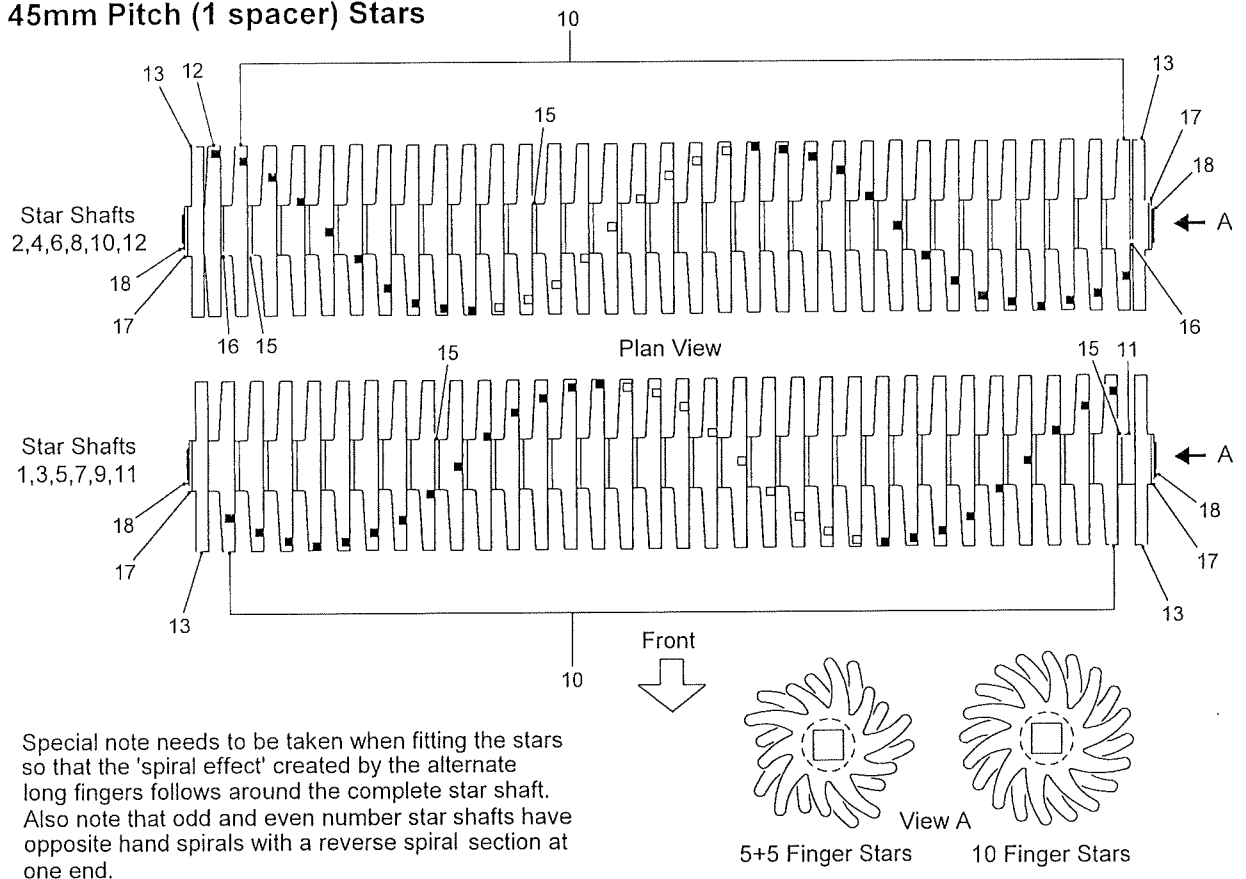 45mm Pitch (1 spacer) Stars
10
13 12 13
15 17
18
Star Shafts
2,4,6,8,10,12
A
18
17 16
16 15 Plan View
15 15 11
Star Shafts
1,3,5,7,9,11
A
18 18
17 17
13 13
Front
10
Special note needs to be taken when fitting the stars
so that the 'spiral effect' created by the alternate
long fingers follows around the complete star shaft.
Also note that odd and even number star shafts have
opposite hand spirals with a reverse spiral section at
one end.
View A
5+5 Finger Stars 10 Finger Stars